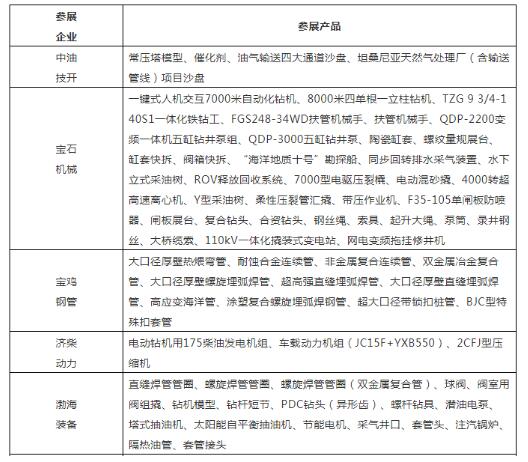 参展
企业
参展产品
中油
技开
常压塔模型、催化剂、油气输送四大通道沙盘、坦桑尼亚天然气处理厂（含输送
管线）项目沙盘
宝石
机械
一键式人机交互7000米自动化钻机、8000米四单根一立柱钻机、TZG 9 3/4-1
40S1一体化铁钻工、FGS248-34WD扶管机械手、扶管机械手、QDP-2200变
频一体机五缸钻井泵组、QDP-3000五缸钻井泵、陶瓷缸套、螺纹量规展台、
缸套快拆、阀箱快拆、“海洋地质十号”勘探船、同步回转排水采气装置、水下
立式采油树、ROV释放回收系统、7000型电驱压裂橇、电动混砂撬、4000转超
高速离心机、Y型采油树、柔性压裂管汇撬、带压作业机、F35-105单闸板防喷
器、闸板展台、复合钻头、合资钻头、钢丝绳、索具、起升大绳、泵筒、录井钢
丝、大桥缆索、110kV一体化撬装式变电站、网电变频拖挂修井机
宝鸡
钢管
大口径厚壁热煨弯管、耐蚀合金连续管、非金属复合连续管、双金属冶金复合
管、大口径厚壁螺旋埋弧焊管、超高强直缝埋弧焊管、大口径厚壁直缝埋弧焊
管、高应变海洋管、涂塑复合螺旋埋弧焊钢管、超大口径带锁扣桩管、BJC型特
殊扣套管
济柴
动力
电动钻机用175柴油发电机组、车载动力机组（JC15F+YXB550）、2CFJ型压
缩机
渤海
装备
直缝焊管管圈、螺旋焊管管圈、螺旋焊管管圈（双金属复合管）、球阀、阀室用
阀组撬、钻机模型、钻杆短节、PDC钻头（异形齿）、螺杆钻具、潜油电泵、
塔式抽油机、太阳能自平衡抽油机、节能电机、采气井口、套管头、注汽锅炉、
隔热油管、套管接头